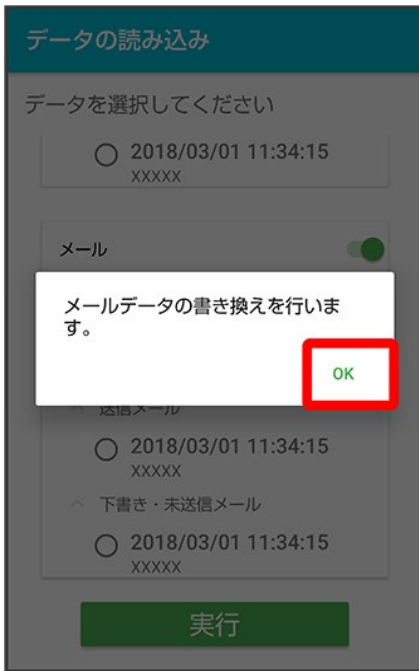 データの読み込み
データを選択してください
2018/03/01 11:34:15
XXXXX
メール
メールデータの書き換えを行いま
す。
OK
送信メール
2018/03/01 11:34:15
XXXXX
下書き・未送信メール
2018/03/01 11:34:15
XXXXX
実行